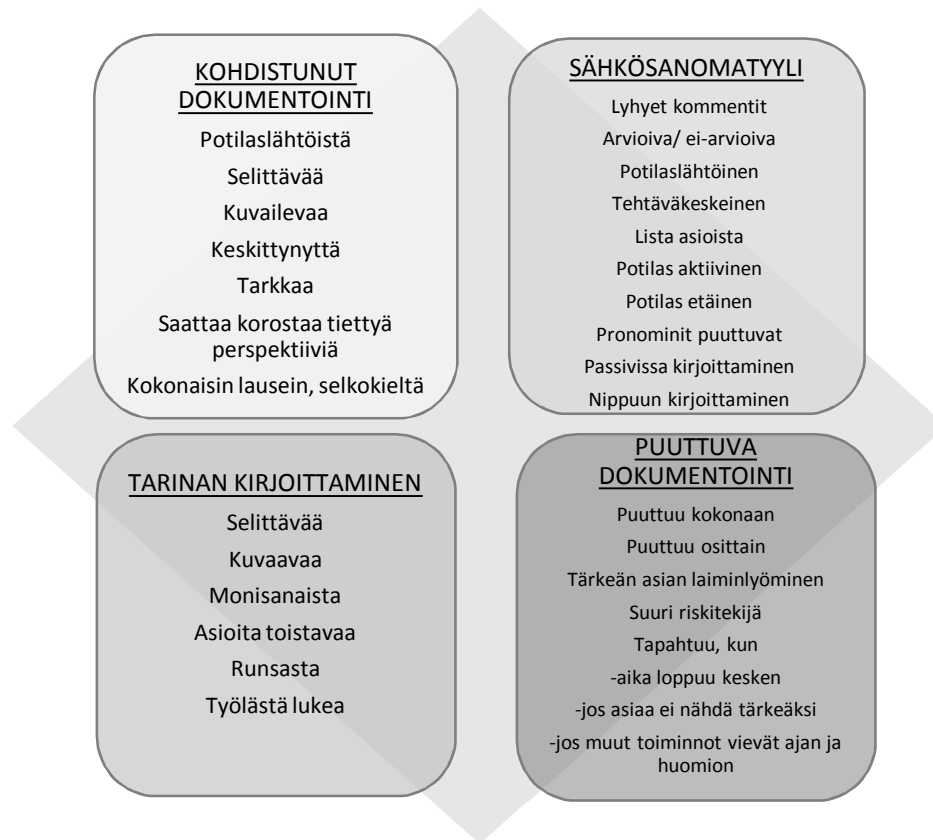 KOHDISTUNUT
DOKUMENTOINTI
Potilaslähtöistä
Selittävää
Kuvailevaa
Keskittynyttä
Tarkkaa
Saattaa korostaa tiettyä
perspektiiviä
Kokonaisin lausein, selkokieltä
SÄHKÖSANOMATYYLI
Lyhyet kommentit
Arvioiva/ ei-arvioiva
Potilaslähtöinen
Tehtäväkeskeinen
Lista asioista
Potilas aktiivinen
Potilas etäinen
Pronominit puuttuvat
Passivissa kirjoittaminen
Nippuun kirjoittaminen
TARINAN KIRJOITTAMINEN
Selittävää
Kuvaavaa
Monisanaista
Asioita toistavaa
Runsasta
Työlästä lukea
PUUTTUVA
DOKUMENTOINTI
Puuttuu kokonaan
Puuttuu osittain
Tärkeän asian laiminlyöminen
Suuri riskitekijä
Tapahtuu, kun
-aika loppuu kesken
-jos asiaa ei nähdä tärkeäksi
-jos muut toiminnot vievät ajan ja
huomion